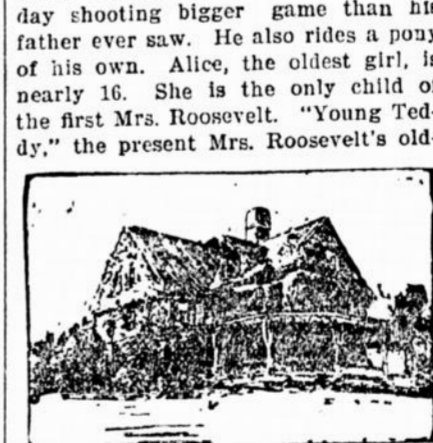 day shooting bigger game than his
father ever saw. He also rides a pony
of his own. Alice, the oldest girl, is
nearly 16. She is the only child of
the first Mrs. Roosevelt. "Young Ted-
dy," the present Mrs. Roosevelt's old-